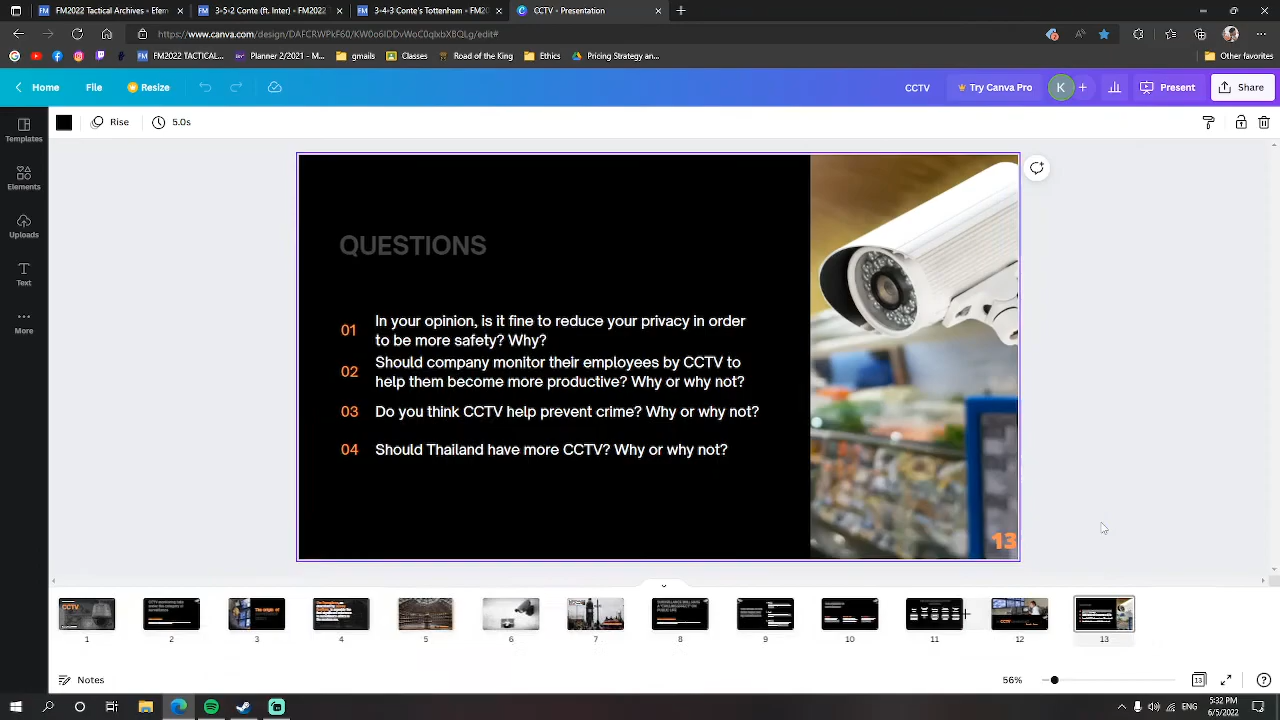 FM2022 Tactical Archives - Elen
3-5-2 Conte (ft. Inter) - FM2022
3-4-3 Conte's Tottenham - FM2
CCTV - Presentation
https://www.canva.com/design/
FM2022 TACTICAL...
Planner 2/2021 - M...
gmails
Classes
Road of the King
Ethics
Pricing Strategy an...
Other favorites
Home
File
Resize
CCTV
Try Canva Pro
K
Present
Share
Rise
5.0s
Templates
Elements
Uploads
Text
More
QUESTIONS
01 In your opinion, is it fine to reduce your privacy in order
to be more safety? Why?
02 Should company monitor their employees by CCTV to
help them become more productive? Why or why not?
03 Do you think CCTV help prevent crime? Why or why not?
04 Should Thailand have more CCTV? Why or why not?
13
CCTV
The origin of
1 2 3 4 5 6 7 8 9 10 11 12 13
Notes
56%
13
ENG
5:32 PM
6/5/2022